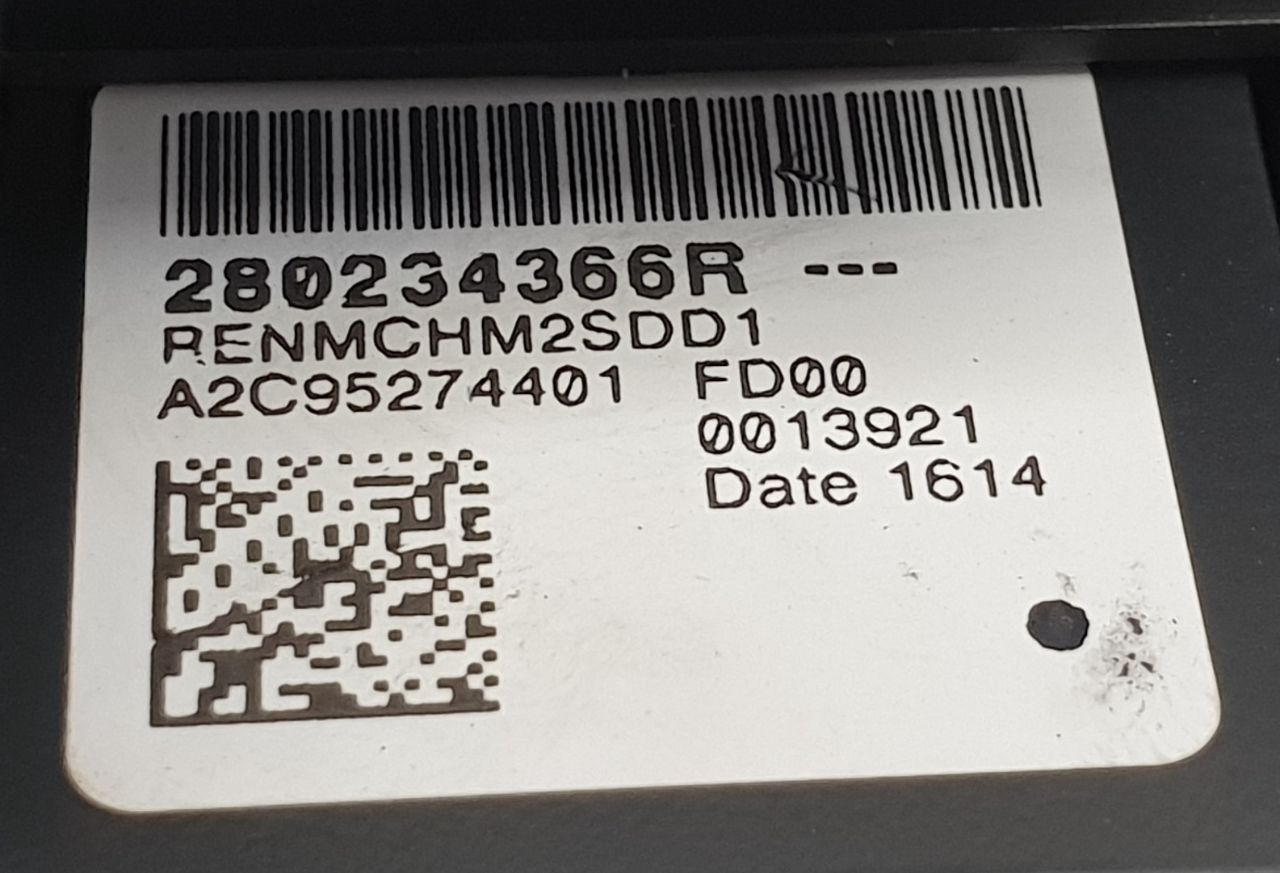 280234366R ---
RENMCHM2SDD1
A2C95274401 FD00
0013921
Date 1614